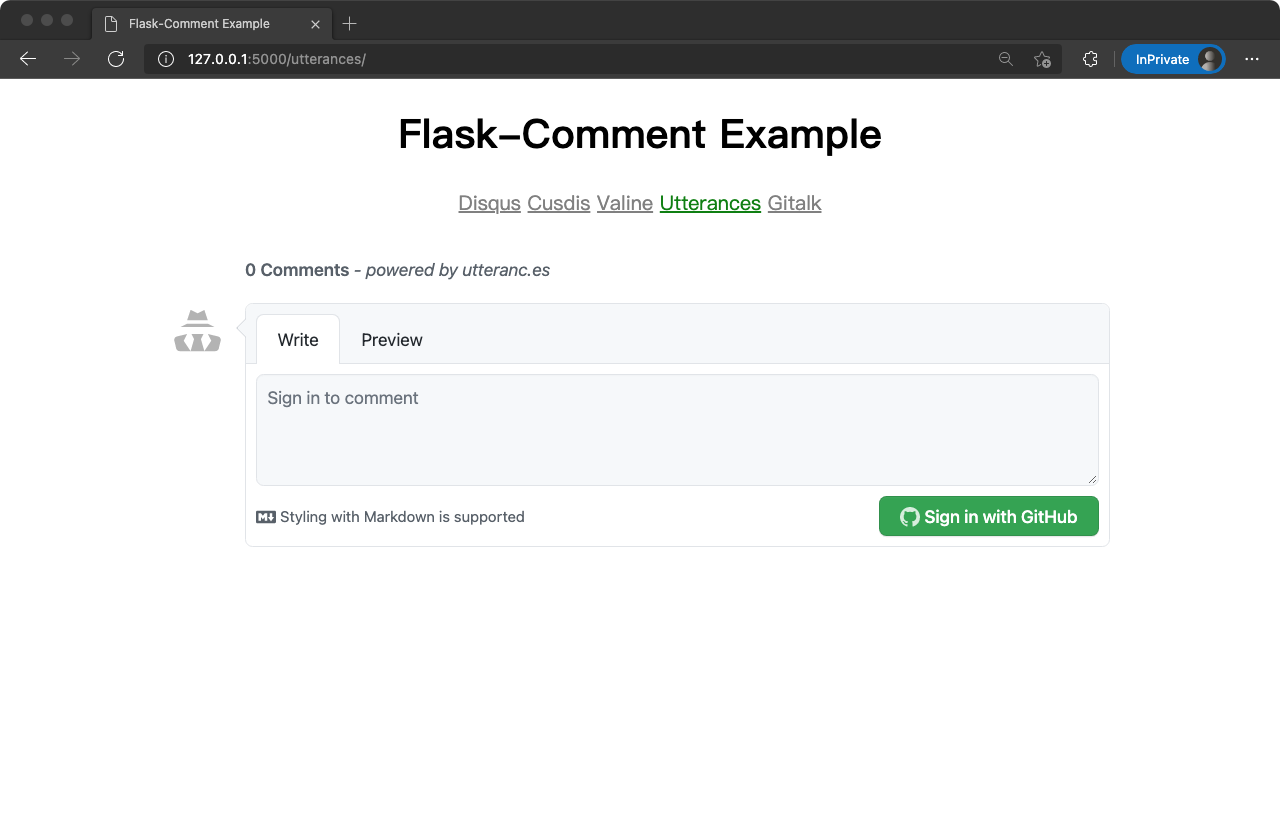 Flask-Comment Example
127.0.0.1:5000/utterances/
InPrivate
Flask-Comment Example
Disqus Cusdis Valine Utterances Gitalk
0 Comments - powered by utteranc.es
Write Preview
Sign in to comment
Styling with Markdown is supported
Sign in with GitHub